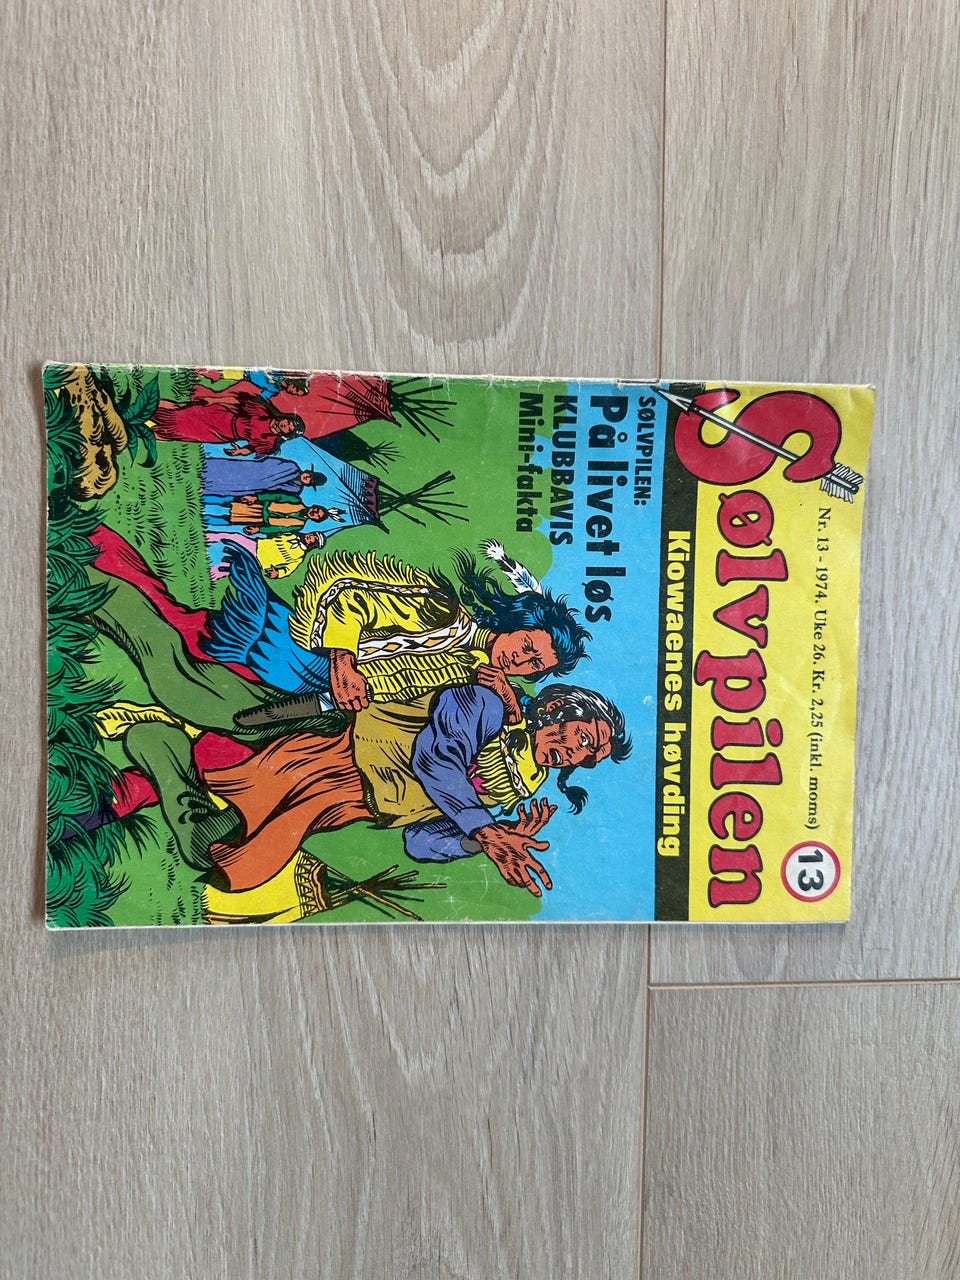 Nr. 13 - 1974. Uke 26. Kr. 2,25 (inkl. moms)
13
Sølvpilen
Kiowaenes høvding
SØLVPILEN:
På livet løs
KLUBBAVIS
Mini-fakta